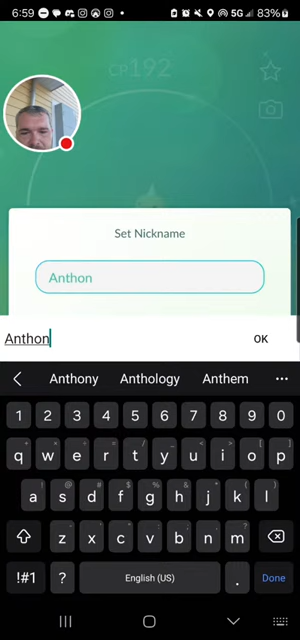 6:59 5G 83%
CP192
Set Nickname
Anthon
Anthon OK
Anthony Anthology Anthem ...
1 2 3 4 5 6 7 8 9 0
q w e r t y u i o p
a s d f g h j k l
z x c v b n m
!#1 ? English (US) . Done